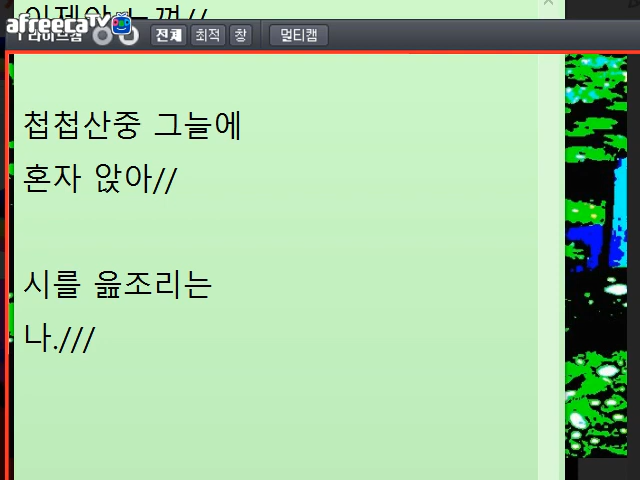 afreecaTV
전체 최적 창 멀티캠
첩첩산중 그늘에
혼자 앉아//
시를 읊조리는
나.///